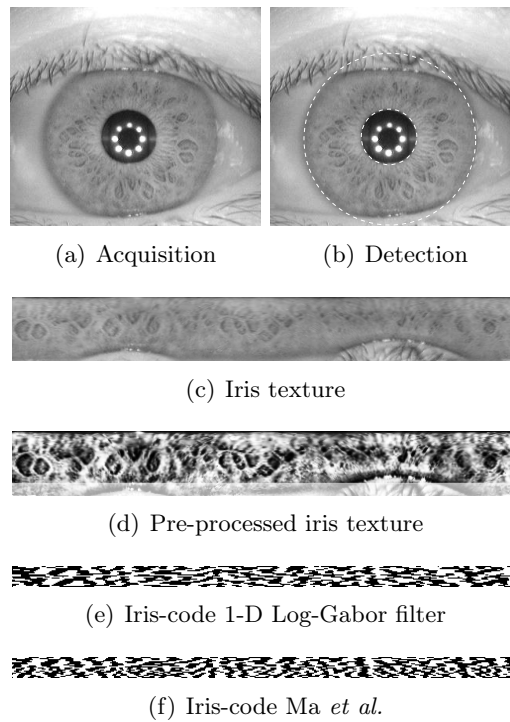 (a) Acquisition
(b) Detection
(c) Iris texture
(d) Pre-processed iris texture
(e) Iris-code 1-D Log-Gabor filter
(f) Iris-code Ma et al.